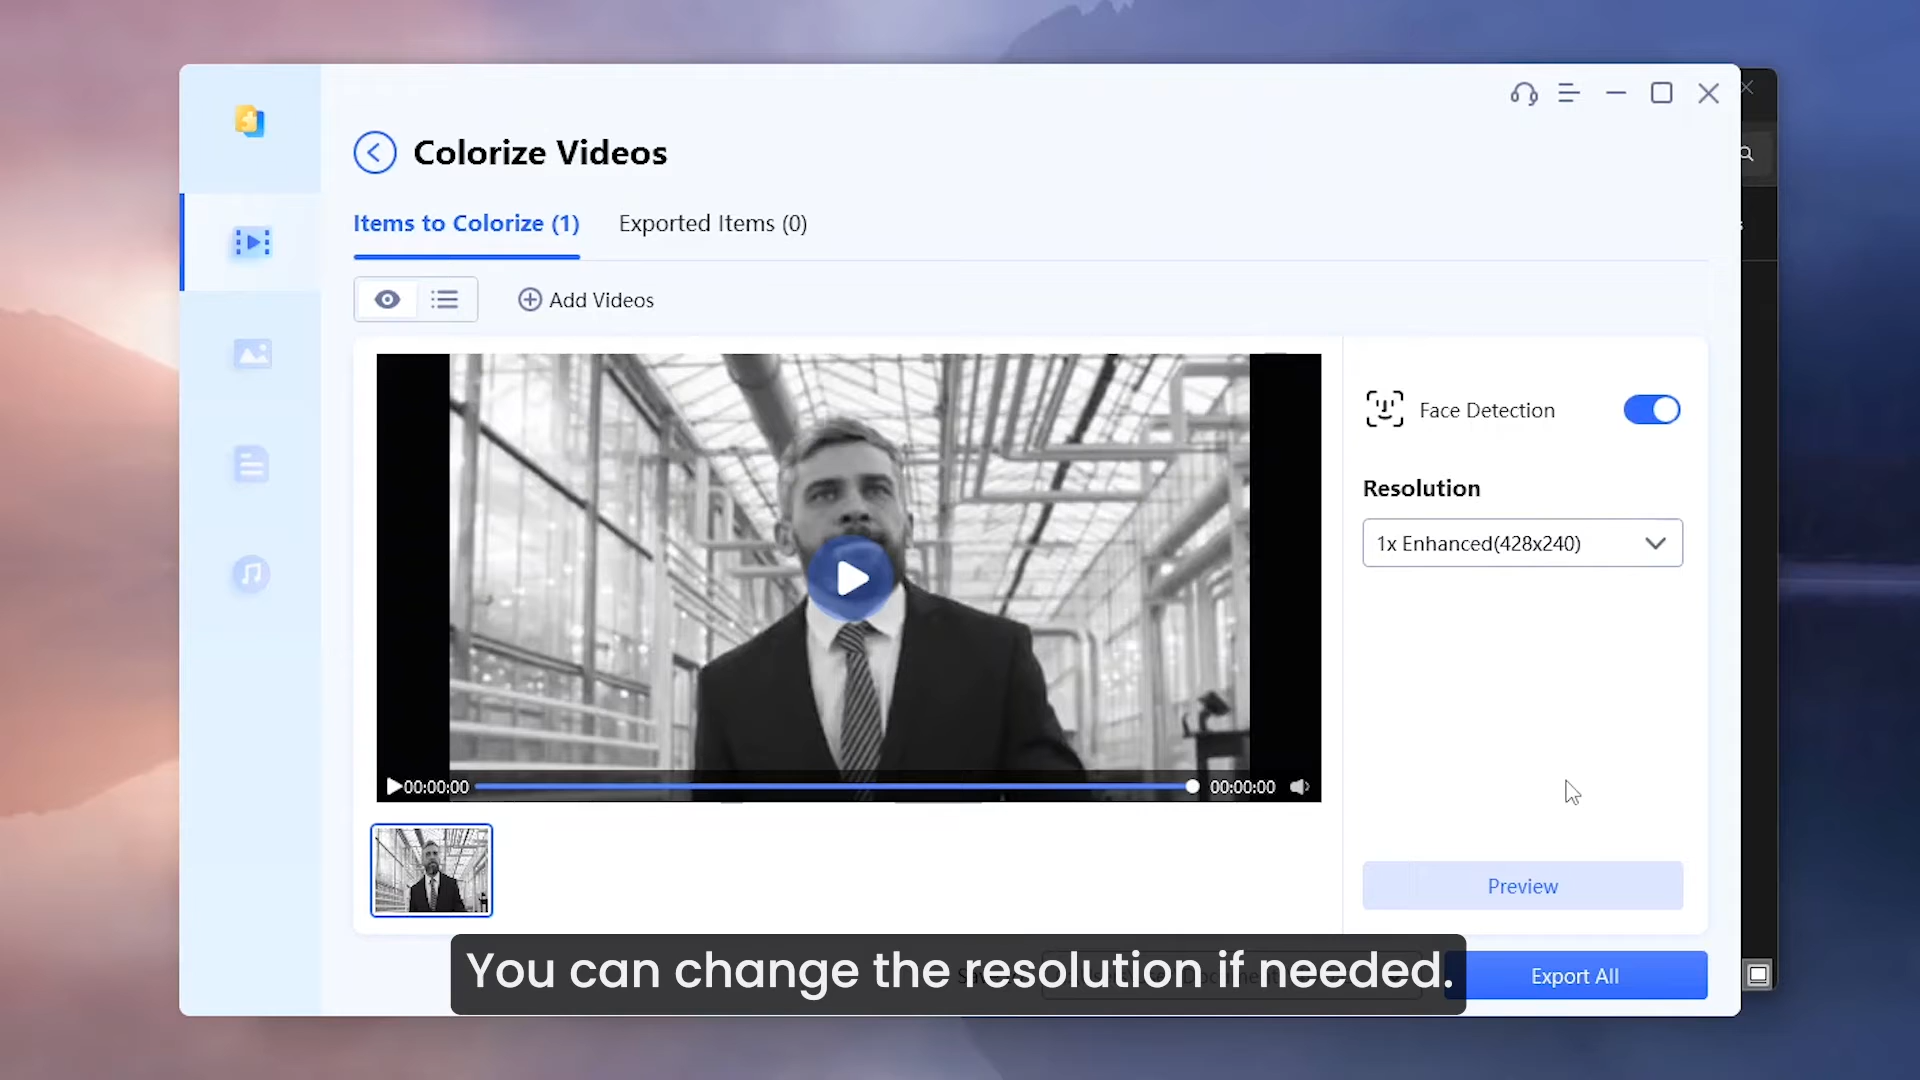 Colorize Videos
Items to Colorize (1)
Exported Items (0)
Add Videos
Face Detection
Resolution
1x Enhanced(428x240)
00:00:00
00:00:00
Preview
You can change the resolution if needed.
Export All